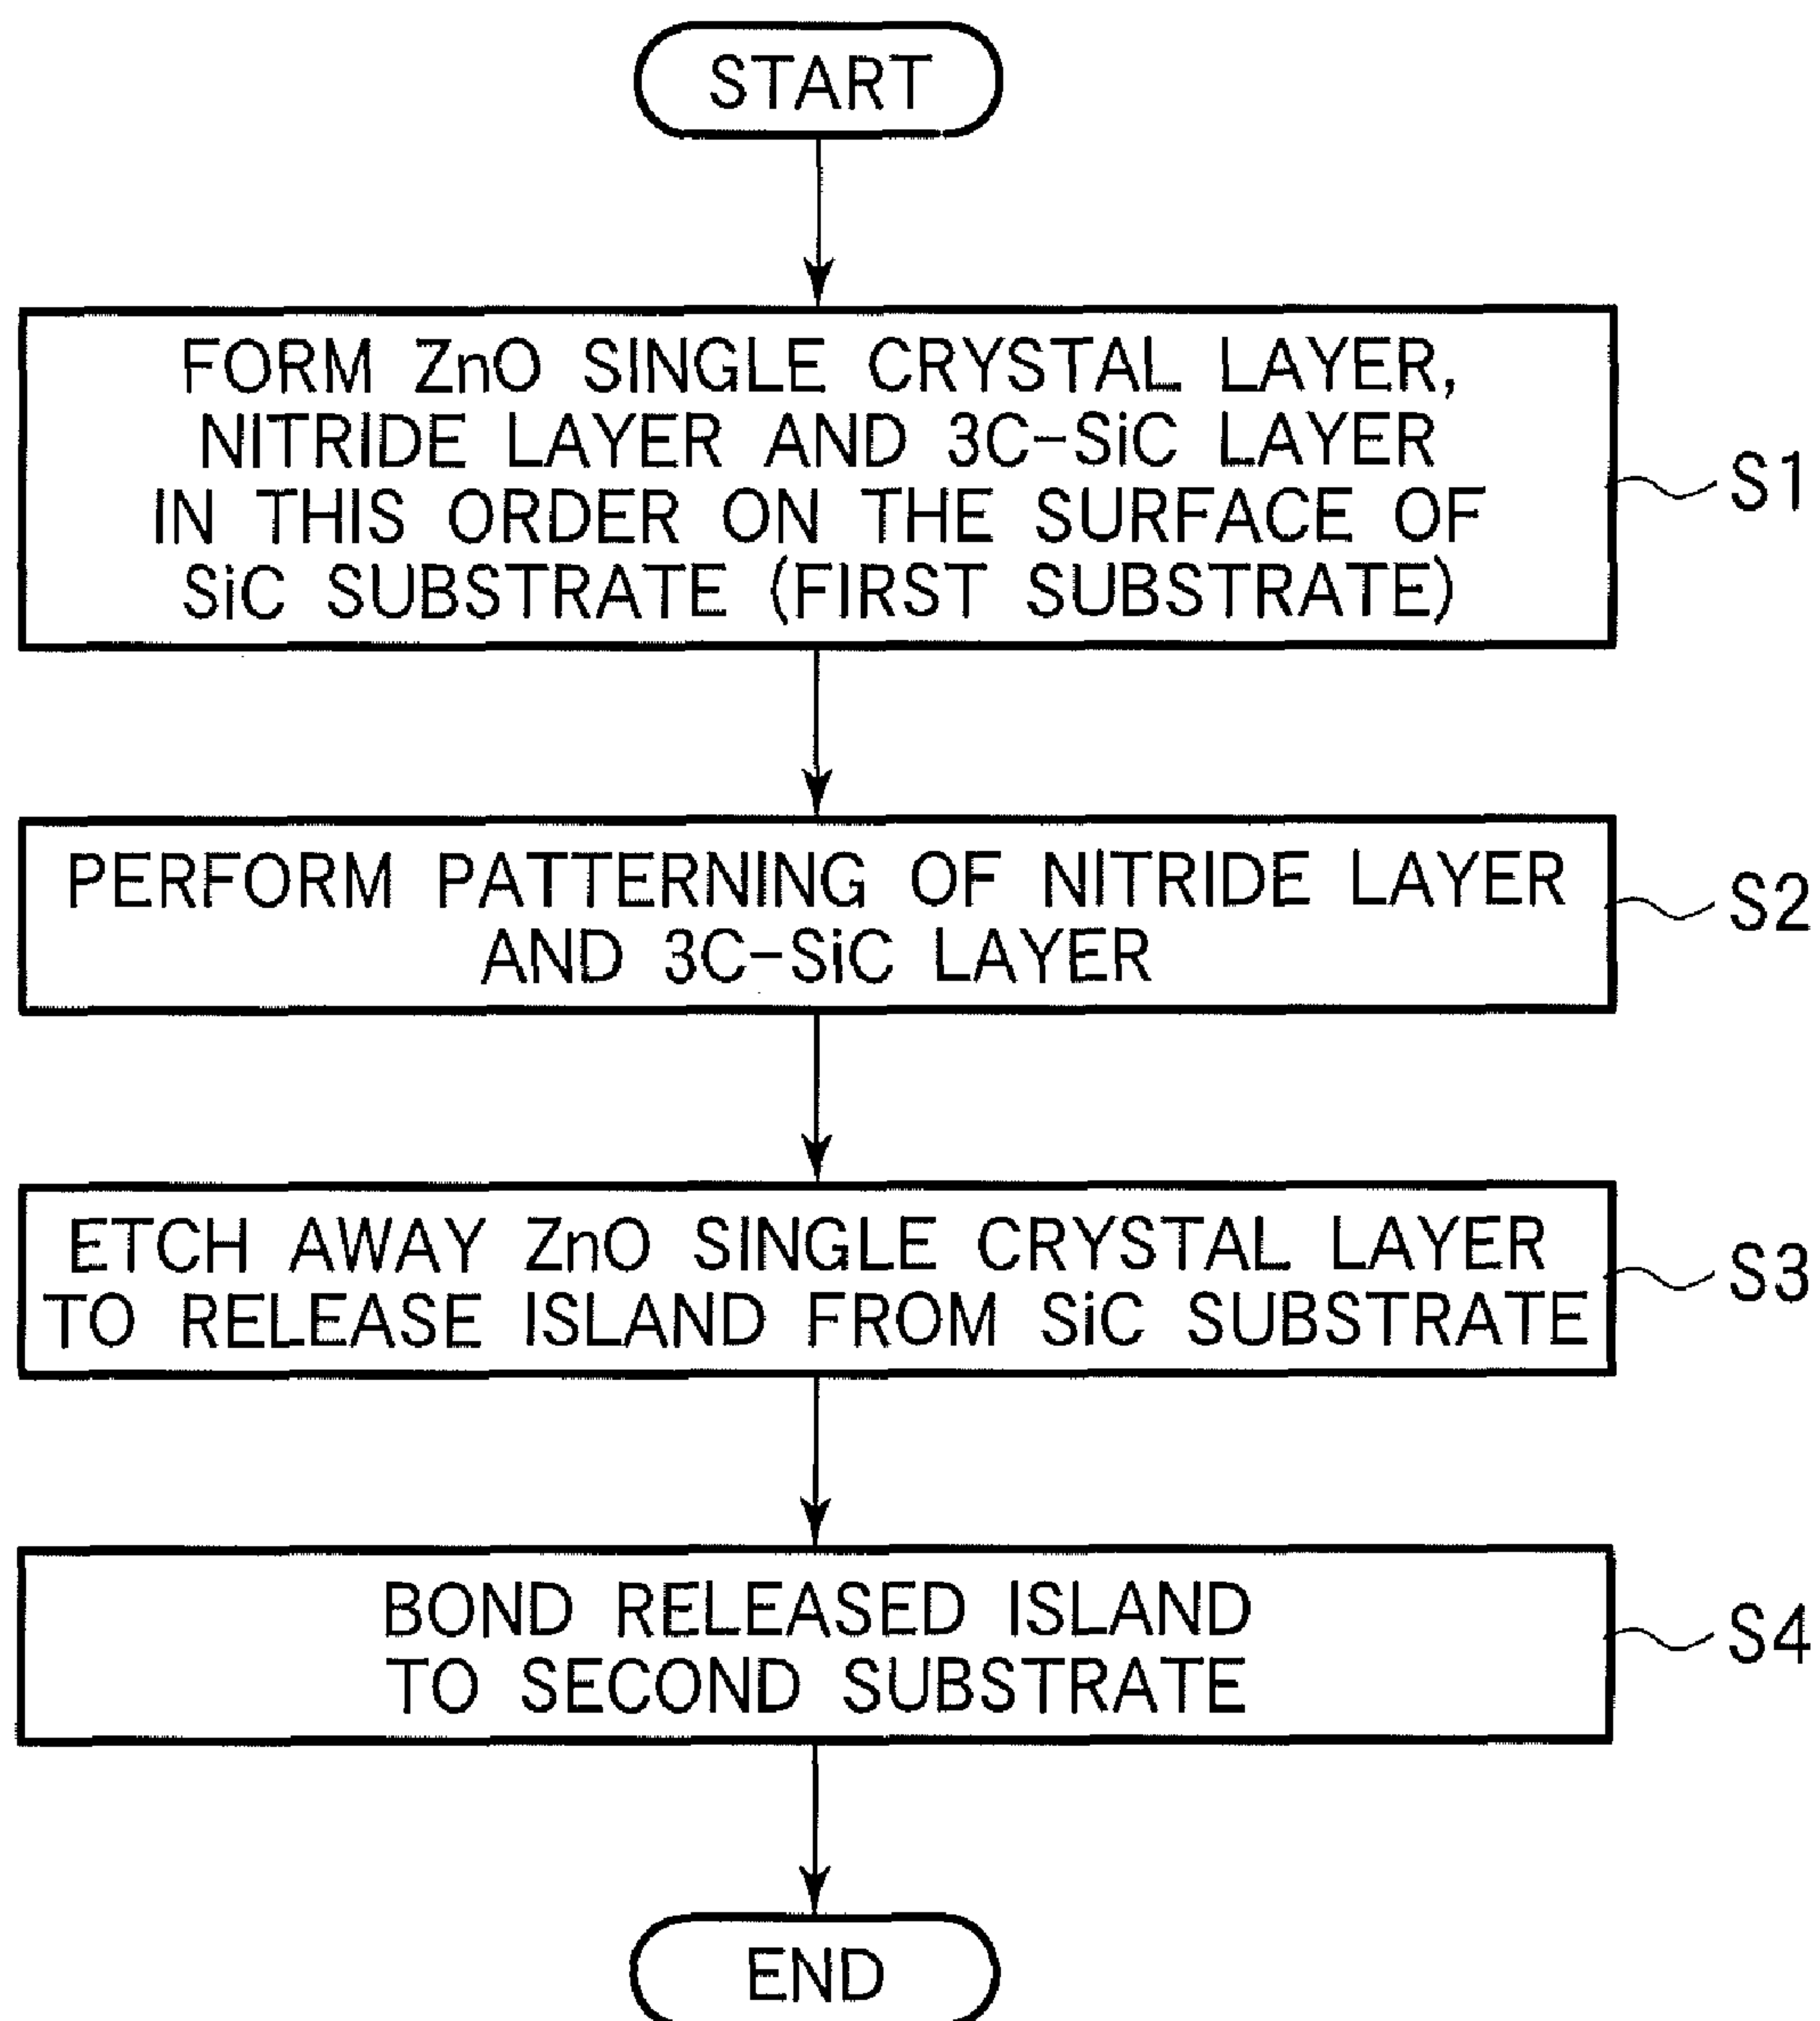 START
FORM ZnO SINGLE CRYSTAL LAYER,
NITRIDE LAYER AND 3C-SiC LAYER
IN THIS ORDER ON THE SURFACE OF
SiC SUBSTRATE (FIRST SUBSTRATE)
S1
PERFORM PATTERNING OF NITRIDE LAYER
AND 3C-SiC LAYER
S2
ETCH AWAY ZnO SINGLE CRYSTAL LAYER
TO RELEASE ISLAND FROM SiC SUBSTRATE
S3
BOND RELEASED ISLAND
TO SECOND SUBSTRATE
S4
END